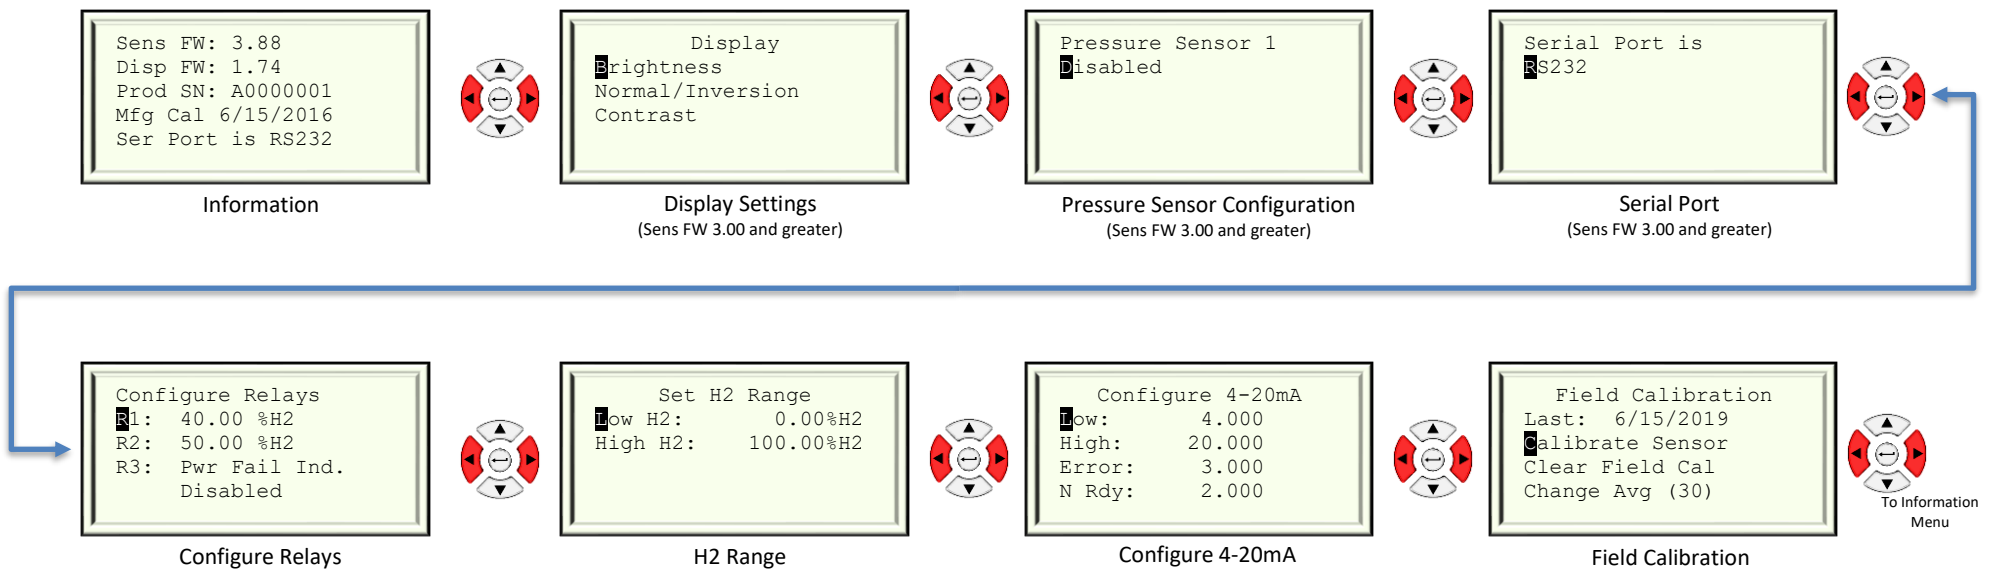 Sens FW: 3.88
Disp FW: 1.74
Prod SN: A0000001
Mfg Cal 6/15/2016
Ser Port is RS232
Information
Display
Brightness
Normal/Inversion
Contrast
Display Settings
(Sens FW 3.00 and greater)
Pressure Sensor 1
Disabled
Pressure Sensor Configuration
(Sens FW 3.00 and greater)
Serial Port is
RS232
Serial Port
(Sens FW 3.00 and greater)
Configure Relays
R1: 40.00 %H2
R2: 50.00 %H2
R3: Pwr Fail Ind.
Disabled
Configure Relays
Set H2 Range
Low H2: 0.00%H2
High H2: 100.00%H2
H2 Range
Configure 4-20mA
Low: 4.000
High: 20.000
Error: 3.000
N Rdy: 2.000
Configure 4-20mA
Field Calibration
Last: 6/15/2019
Calibrate Sensor
Clear Field Cal
Change Avg (30)
Field Calibration
To Information
Menu